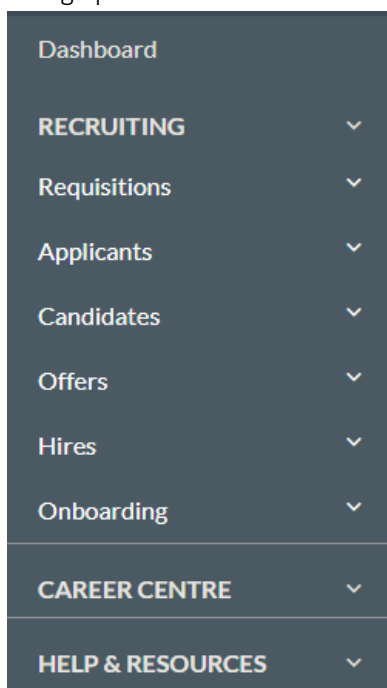 Dashboard
RECRUITING
Requisitions
Applicants
Candidates
Offers
Hires
Onboarding
CAREER CENTRE
HELP & RESOURCES